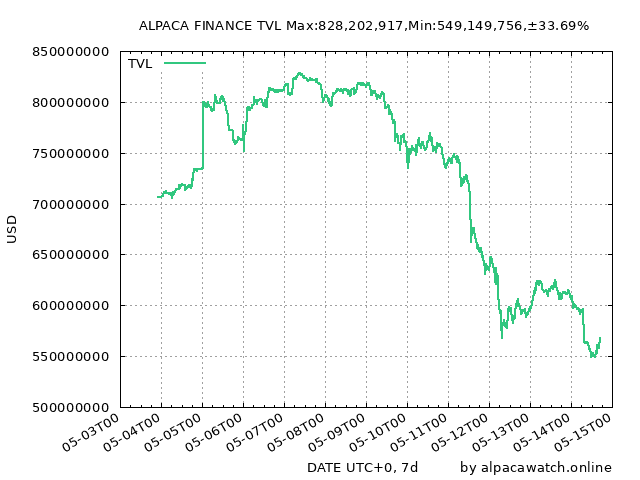 ALPACA FINANCE TVL Max:828,202,917,Min:549,149,756,±33.69%
TVL
850000000
800000000
750000000
700000000
650000000
600000000
550000000
500000000
USD
05-03T00
05-04T00
05-05T00
05-06T00
05-07T00
05-08T00
05-09T00
05-10T00
05-11T00
05-12T00
05-13T00
05-14T00
05-15T00
DATE UTC+0, 7d
by alpacawatch.online